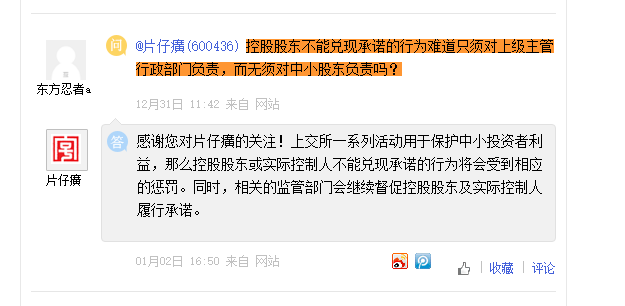 问
@片仔癀(600436) 控股股东不能兑现承诺的行为难道只须对上级主管
行政部门负责，而无须对中小股东负责吗？
东方忍者a
12月31日 11:42 来自 网站
答
感谢您对片仔癀的关注！上交所一系列活动用于保护中小投资者利
益，那么控股股东或实际控制人不能兑现承诺的行为将会受到相应
的惩罚。同时，相关的监管部门会继续督促控股股东及实际控制人
履行承诺。
片仔癀
01月02日 16:50 来自 网站
收藏
评论